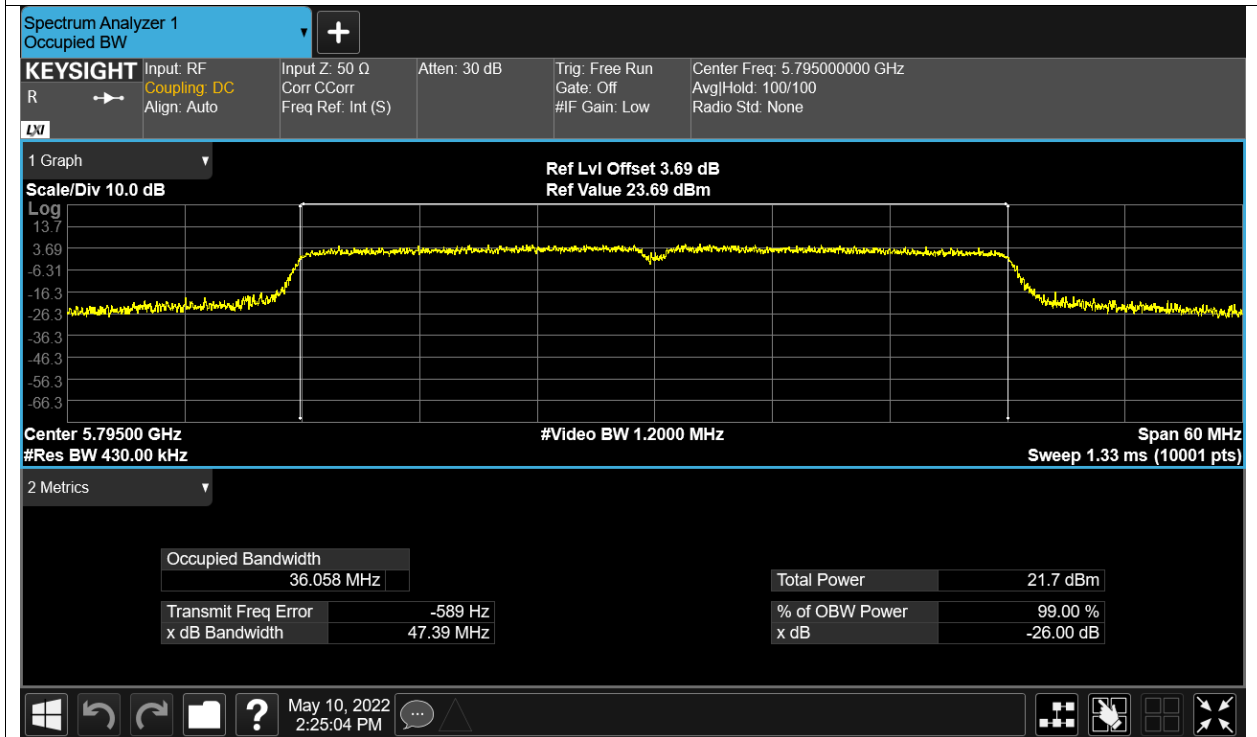 Spectrum Analyzer 1
Occupied BW
+
KEYSIGHT Input: RF Input Z: 50 Ω Atten: 30 dB Trig: Free Run Center Freq: 5.795000000 GHz
R Coupling: DC Corr CCorr Gate: Off Avg|Hold: 100/100
Align: Auto Freq Ref: Int (S) #IF Gain: Low Radio Std: None
LXI
1 Graph
Ref Lvl Offset 3.69 dB
Scale/Div 10.0 dB Ref Value 23.69 dBm
Log
13.7
3.69
-6.31
-16.3
-26.3
-36.3
-46.3
-56.3
-66.3
Center 5.79500 GHz #Video BW 1.2000 MHz Span 60 MHz
#Res BW 430.00 kHz Sweep 1.33 ms (10001 pts)
2 Metrics
Occupied Bandwidth
36.058 MHz Total Power 21.7 dBm
Transmit Freq Error -589 Hz % of OBW Power 99.00 %
x dB Bandwidth 47.39 MHz x dB -26.00 dB
? May 10, 2022
2:25:04 PM